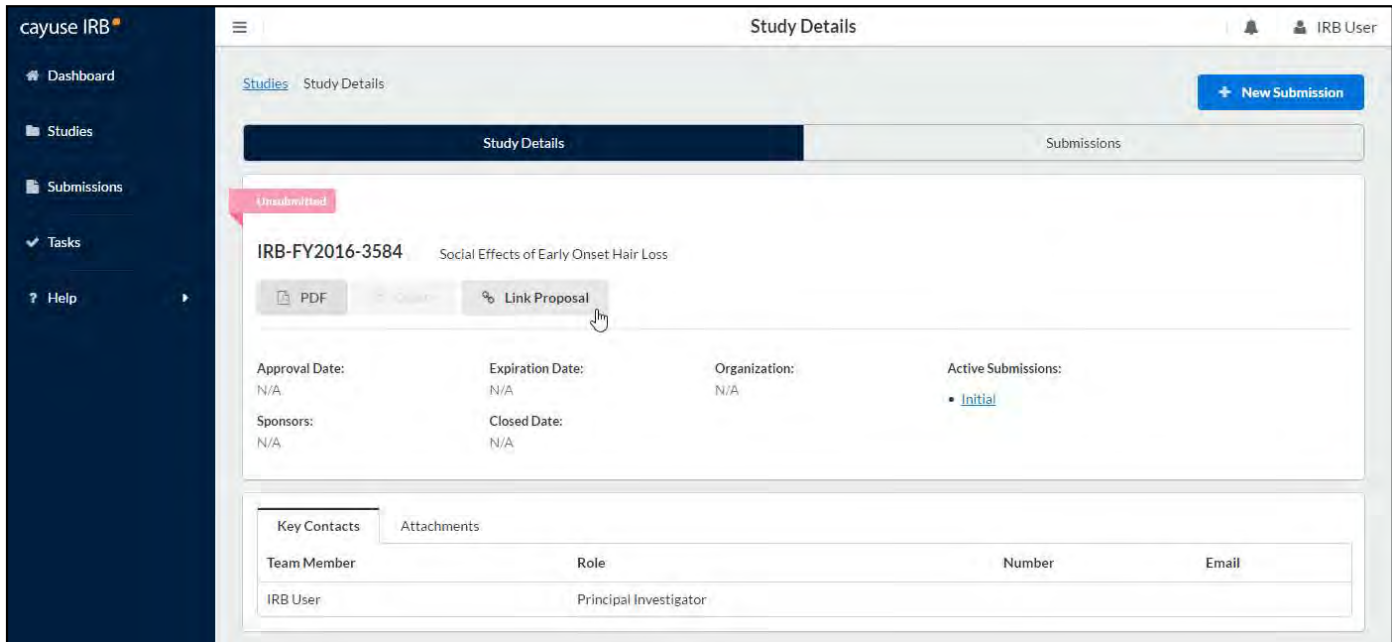 cayuse IRB
Study Details
IRB User
Dashboard
Studies
Submissions
Tasks
? Help
Studies Study Details
+ New Submission
Study Details Submissions
Unsubmitted
IRB-FY2016-3584 Social Effects of Early Onset Hair Loss
PDF Link Proposal
Approval Date: Expiration Date: Organization: Active Submissions:
N/A N/A N/A • Initial
Sponsors: Closed Date:
N/A N/A
Key Contacts Attachments
Team Member Role Number Email
IRB User Principal Investigator